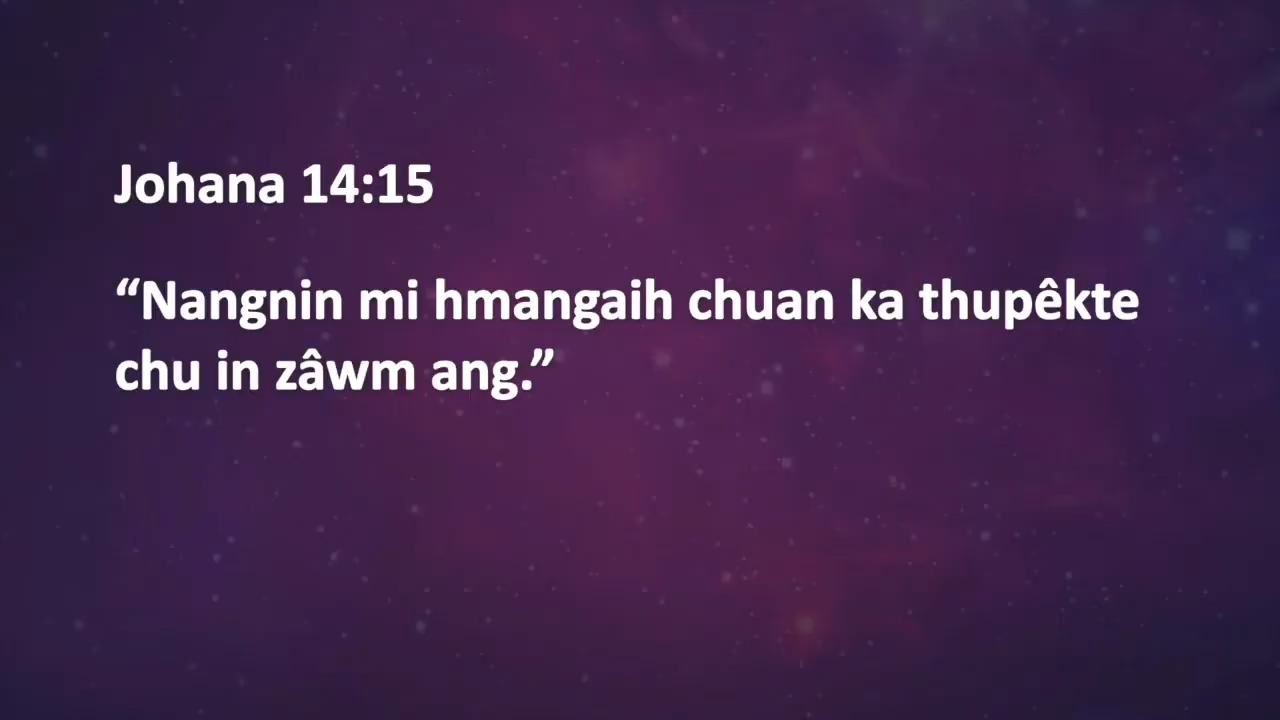 Johana 14:15
“Nangnin mi hmangaih chuan ka thupêkte
chu in zâwm ang.”